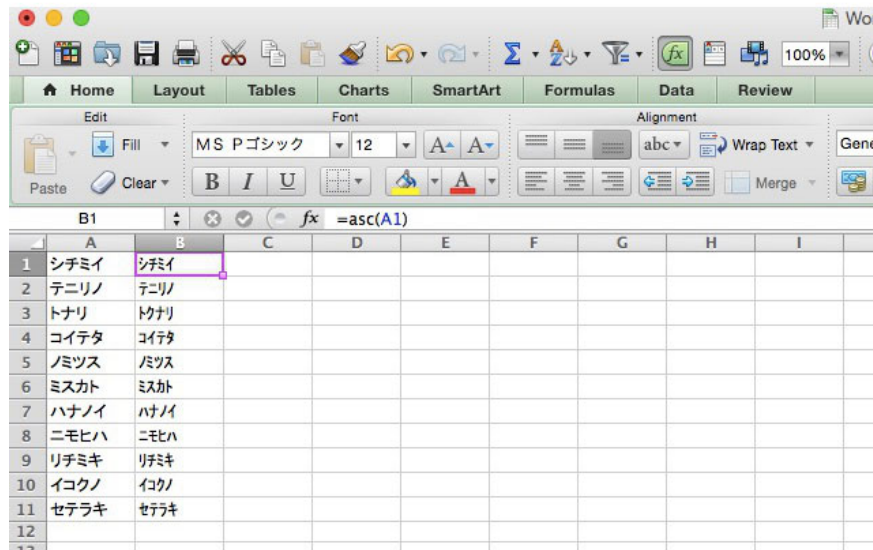 Wo
100%
Home Layout Tables Charts SmartArt Formulas Data Review
Edit Font Alignment
Fill MS Pゴシック 12 A A abc Wrap Text Gene
Paste Clear B I U A Merge
B1 fx =asc(A1)
A B C D E F G H I
1 シチミイ ｼﾁﾐｲ
2 テニリノ ﾃﾆﾘﾉ
3 トナリ ﾄｸﾅﾘ
4 コイテタ ｺｲﾃﾀ
5 ノミツス ﾉﾐﾂｽ
6 ミスカト ﾐｽｶﾄ
7 ハナノイ ﾊﾅﾉｲ
8 ニモヒハ ﾆﾓﾋﾊ
9 リチミキ ﾘﾁﾐｷ
10 イコクノ ｲｺｸﾉ
11 セテラキ ｾﾃﾗｷ
12
13